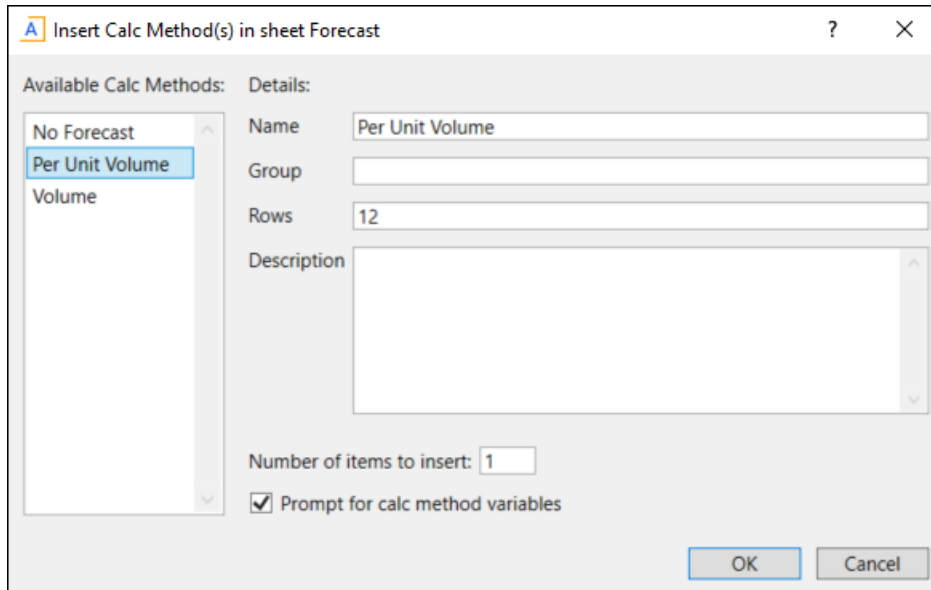 A Insert Calc Method(s) in sheet Forecast ?
Available Calc Methods:
No Forecast
Per Unit Volume
Volume
Details:
Name Per Unit Volume
Group
Rows 12
Description
Number of items to insert: 1
Prompt for calc method variables
OK Cancel